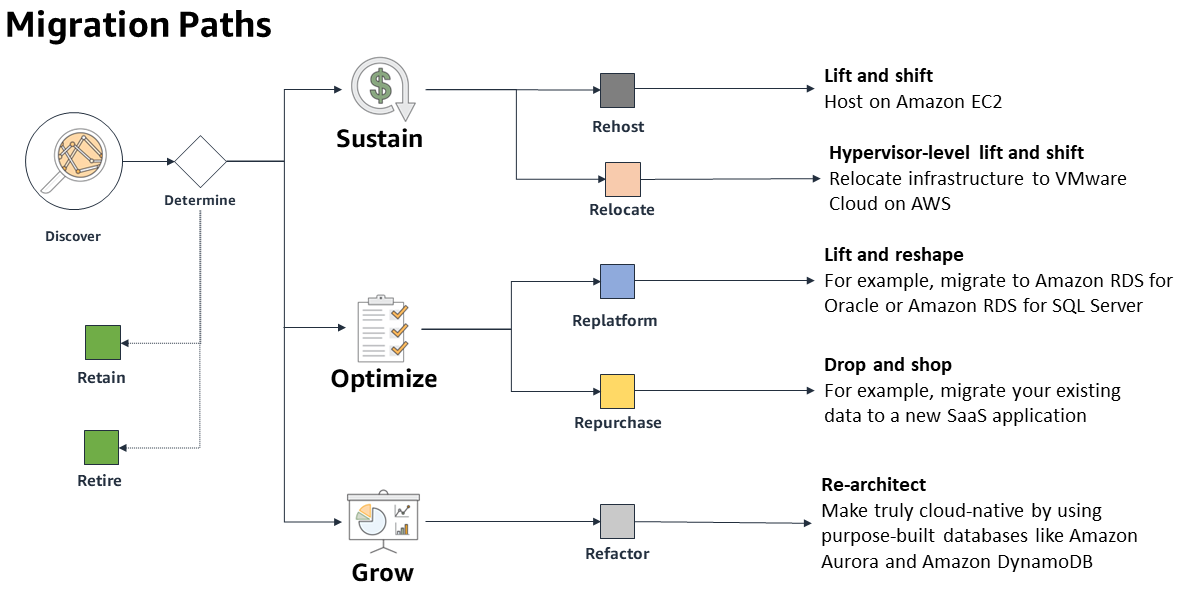 Migration Paths
Discover
Determine
Retain
Retire
Sustain
Rehost
Lift and shift
Host on Amazon EC2
Relocate
Hypervisor-level lift and shift
Relocate infrastructure to VMware
Cloud on AWS
Optimize
Replatform
Lift and reshape
For example, migrate to Amazon RDS for
Oracle or Amazon RDS for SQL Server
Repurchase
Drop and shop
For example, migrate your existing
data to a new SaaS application
Grow
Refactor
Re-architect
Make truly cloud-native by using
purpose-built databases like Amazon
Aurora and Amazon DynamoDB